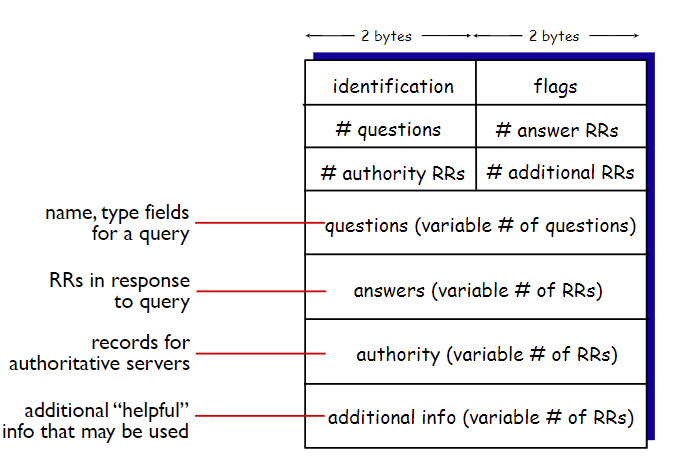 2 bytes 2 bytes
identification flags
# questions # answer RRs
# authority RRs # additional RRs
name, type fields
for a query
questions (variable # of questions)
RRs in response
to query
answers (variable # of RRs)
records for
authoritative servers
authority (variable # of RRs)
additional “helpful”
info that may be used
additional info (variable # of RRs)